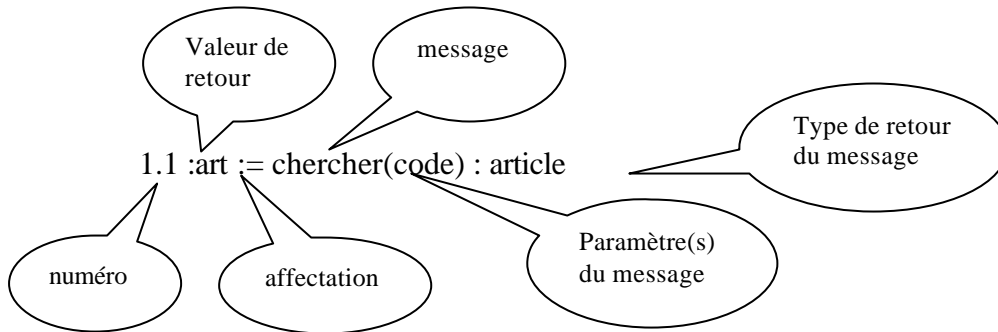 Valeur de
retour
message
Type de retour
du message
1.1 :art := chercher(code) : article
numéro
affectation
Paramètre(s)
du message